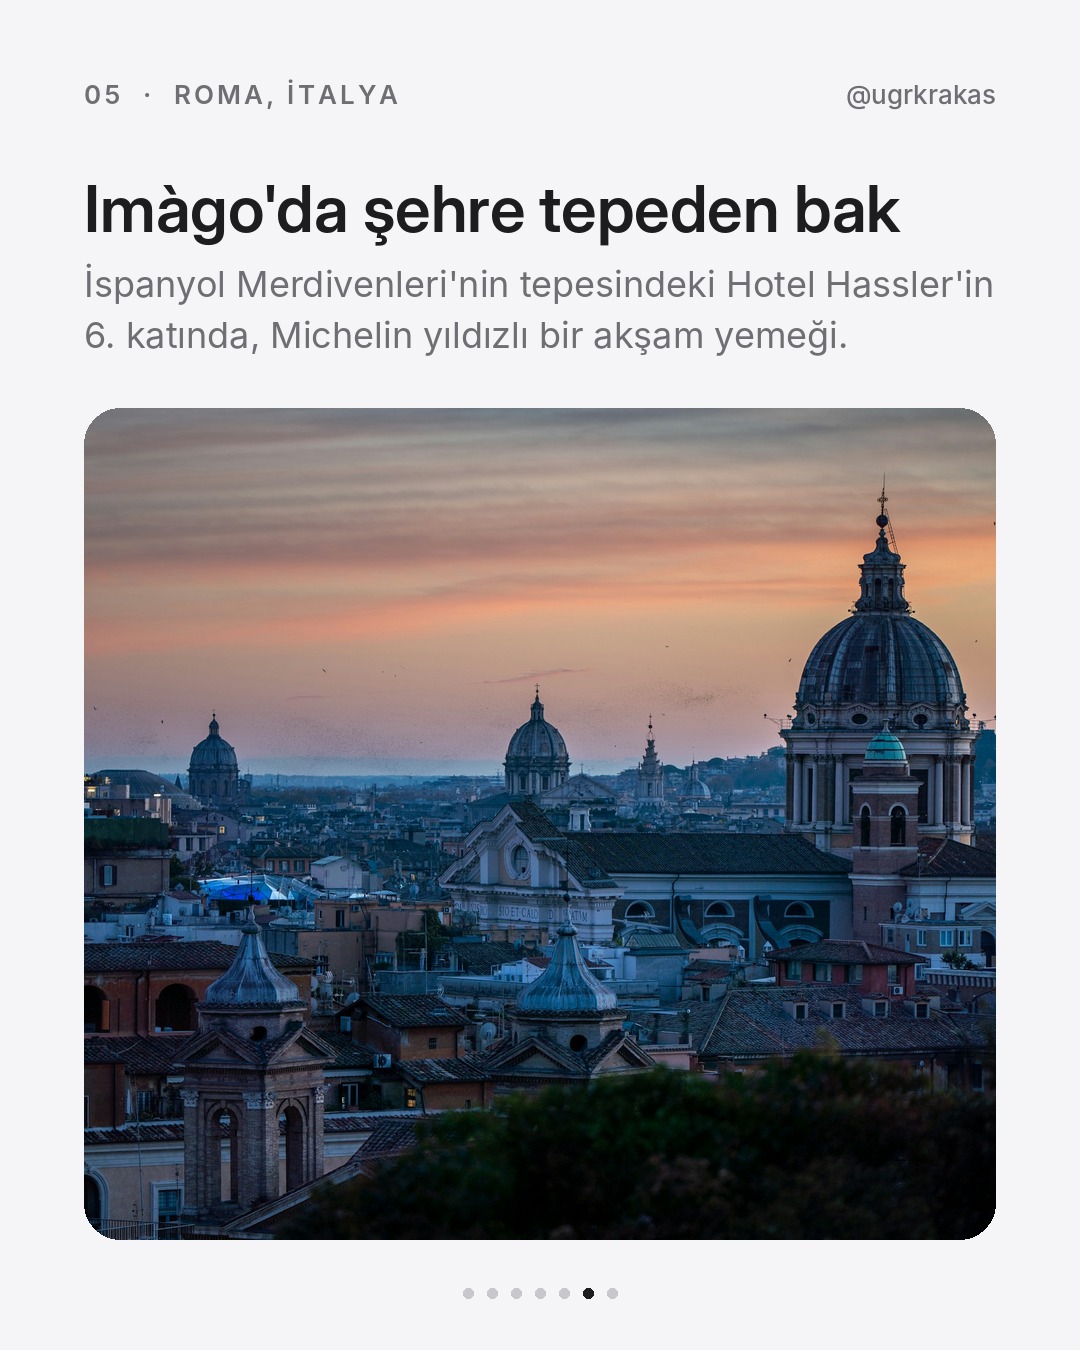 05 · ROMA, İTALYA
@ugrkrakas
Imàgo'da şehre tepeden bak
İspanyol Merdivenleri'nin tepesindeki Hotel Hassler'in
6. katında, Michelin yıldızlı bir akşam yemeği.